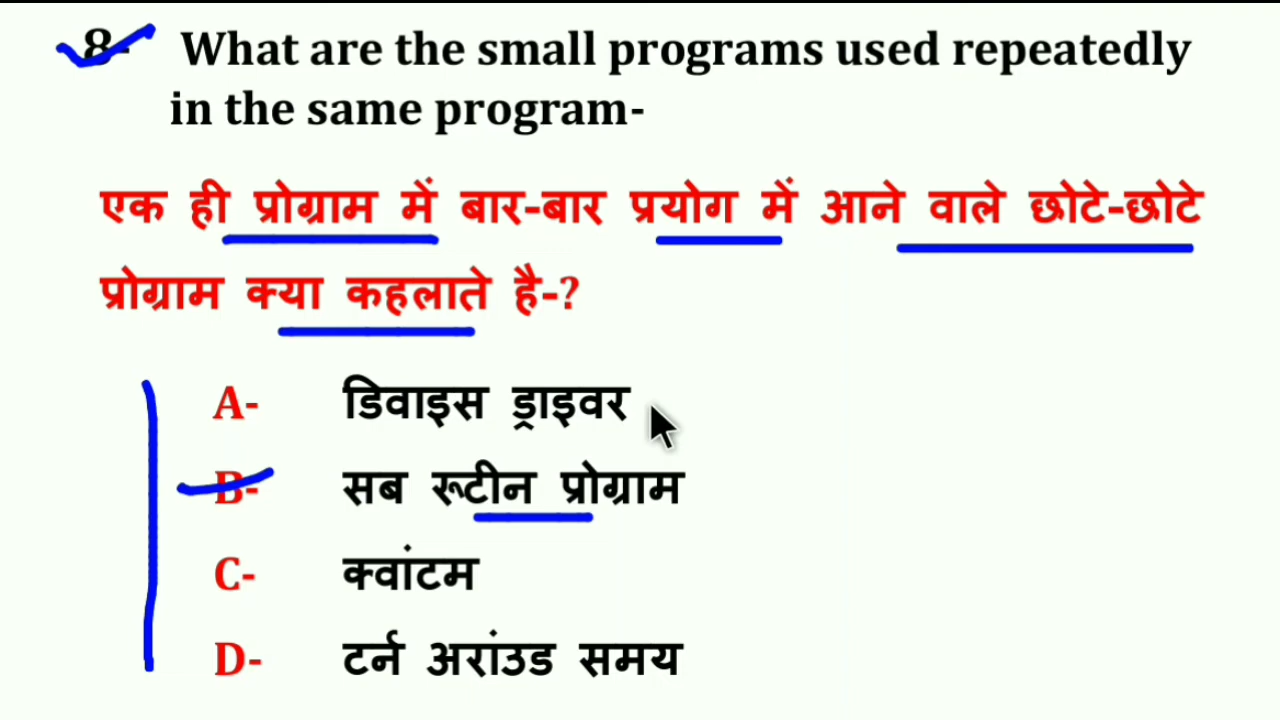 8- What are the small programs used repeatedly
in the same program-
एक ही प्रोग्राम में बार-बार प्रयोग में आने वाले छोटे-छोटे
प्रोग्राम क्या कहलाते है-?
A- डिवाइस ड्राइवर
B- सब रूटीन प्रोग्राम
C- क्वांटम
D- टर्न अरांउड समय